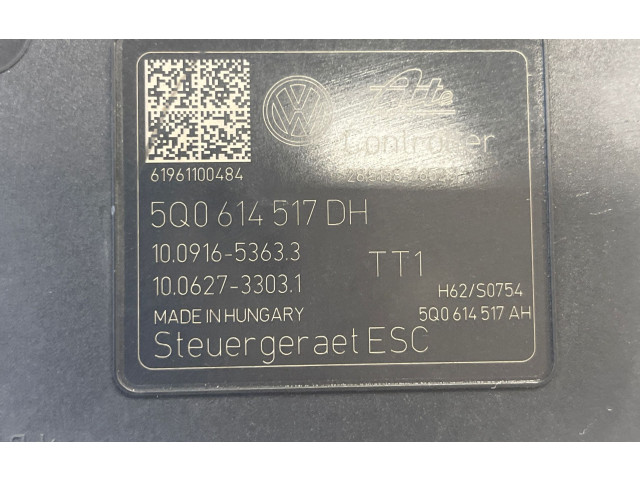 Ate
Controller
61961100484
5Q0 614 517 DH
10.0916-5363.3
TT1
10.0627-3303.1
H62/S0754
MADE IN HUNGARY
5Q0 614 517 AH
Steuergeraet ESC